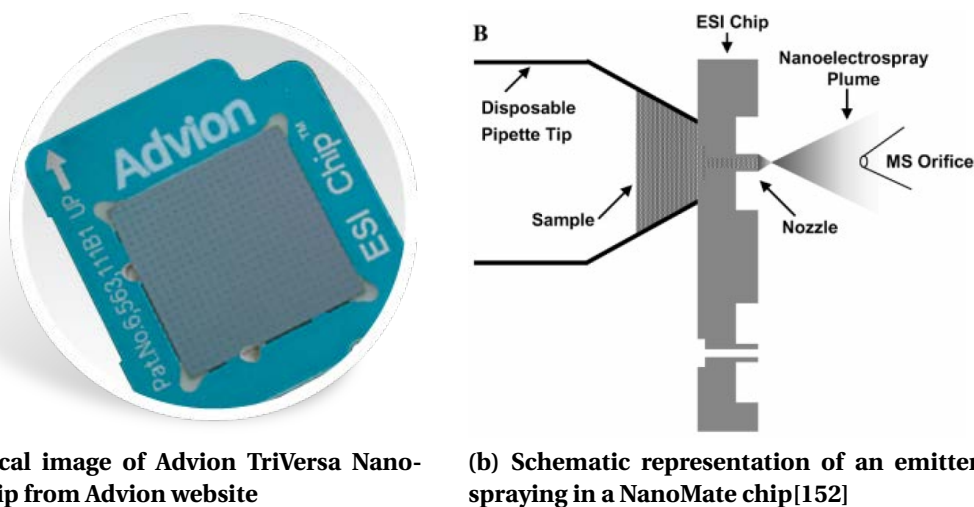 Advion
ESI Chip™
UP
Pat.No.6,563,111B1
B
ESI Chip
Nanoelectrospray
Plume
Disposable
Pipette Tip
MS Orifice
Sample
Nozzle
cal image of Advion TriVersa Nano-
ip from Advion website
(b) Schematic representation of an emitter
spraying in a NanoMate chip[152]